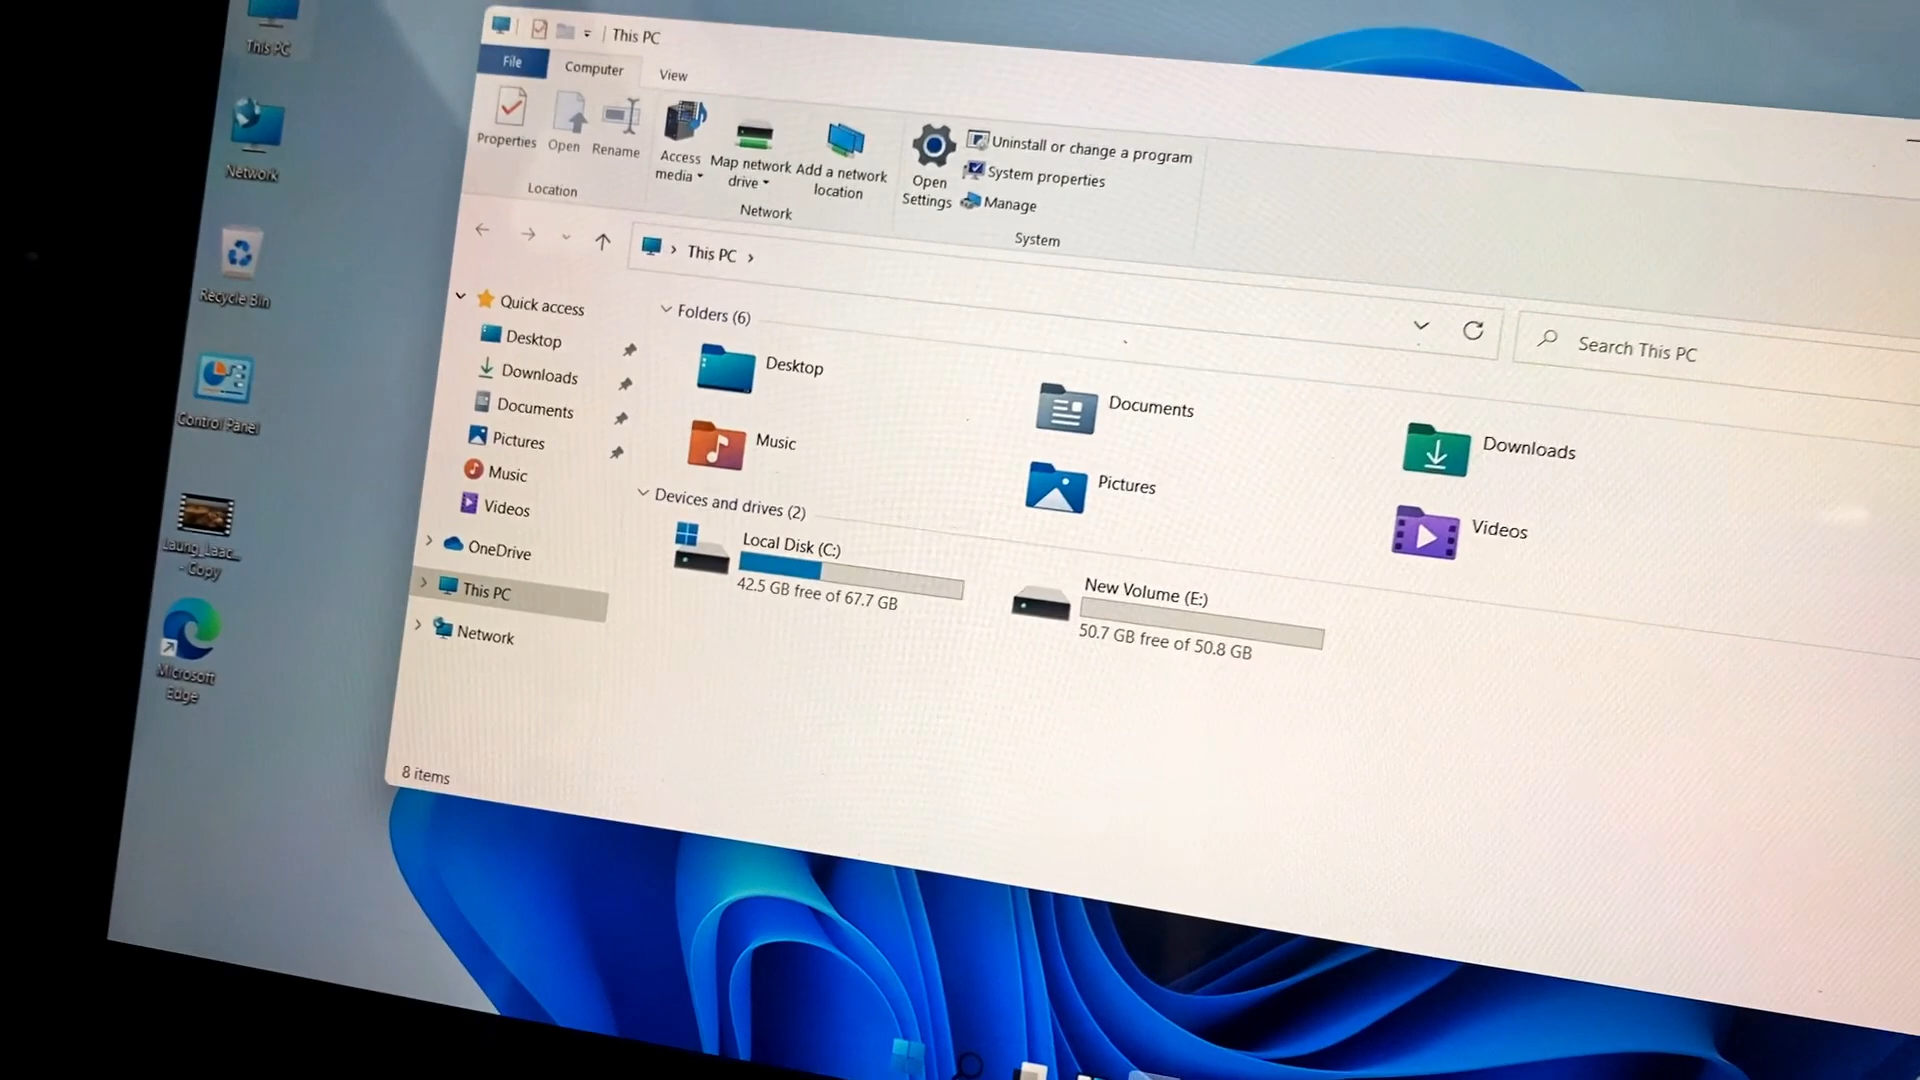 This PC
Network
Recycle Bin
Control Panel
Laung_Laac...
- Copy
Microsoft
Edge
This PC
File
Computer
View
Properties
Open
Rename
Location
Access
media
Map network
drive
Add a network
location
Network
Open
Settings
Uninstall or change a program
System properties
Manage
System
This PC
Search This PC
Quick access
Desktop
Downloads
Documents
Pictures
Music
Videos
OneDrive
This PC
Network
Folders (6)
Desktop
Documents
Downloads
Music
Pictures
Videos
Devices and drives (2)
Local Disk (C:)
42.5 GB free of 67.7 GB
New Volume (E:)
50.7 GB free of 50.8 GB
8 items